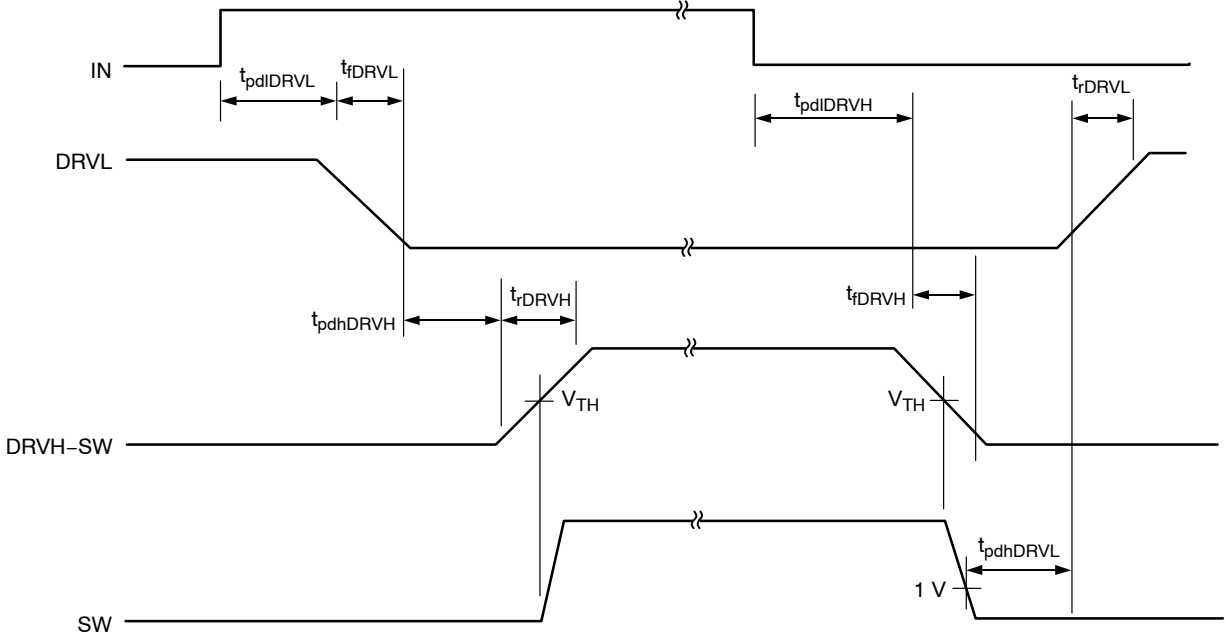 IN
tpdlDRVL
tfDRVL
tpdlDRVH
trDRVL
DRVL
tpdhDRVH
trDRVH
tfDRVH
VTH
VTH
DRVH−SW
tpdhDRVL
1 V
SW